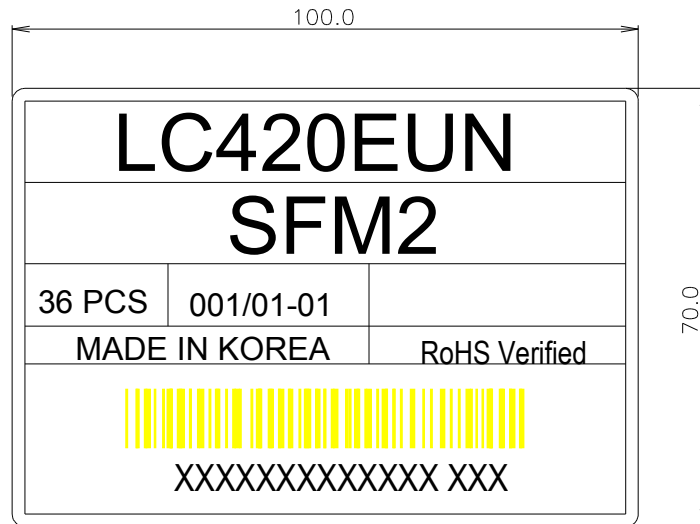 100.0
LC420EUN
SFM2
36 PCS 001/01-01
MADE IN KOREA RoHS Verified
70.0
XXXXXXXXXXXXX XXX